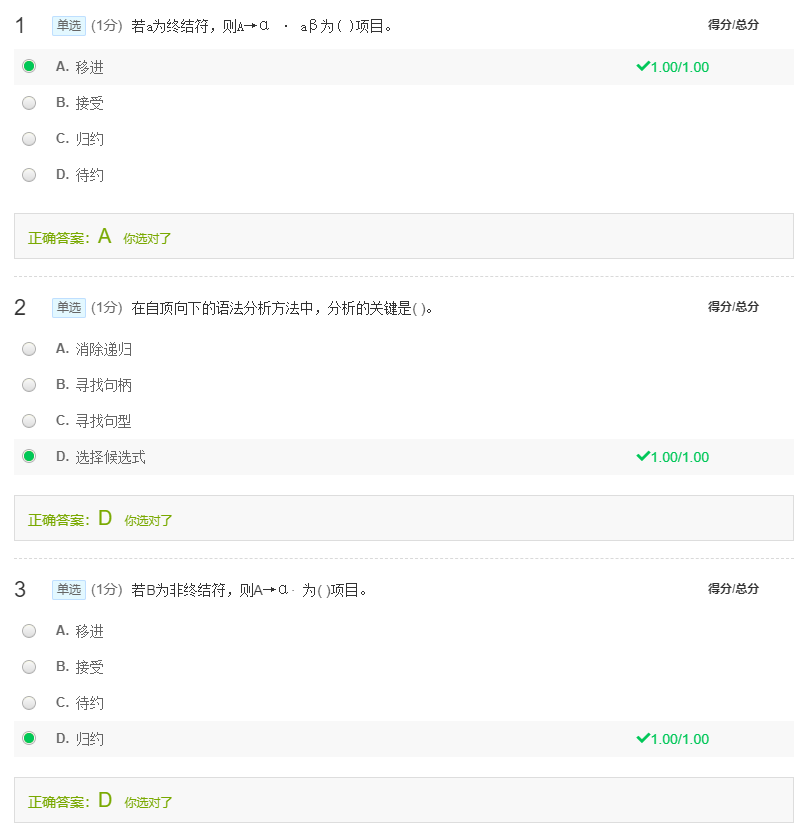 1 单选 (1分) 若a为终结符，则A→α · aβ为( )项目。 得分/总分
A. 移进 1.00/1.00
B. 接受
C. 归约
D. 待约
正确答案：A 你选对了
2 单选 (1分) 在自顶向下的语法分析方法中，分析的关键是( )。 得分/总分
A. 消除递归
B. 寻找句柄
C. 寻找句型
D. 选择候选式 1.00/1.00
正确答案：D 你选对了
3 单选 (1分) 若B为非终结符，则A→α· 为( )项目。 得分/总分
A. 移进
B. 接受
C. 待约
D. 归约 1.00/1.00
正确答案：D 你选对了